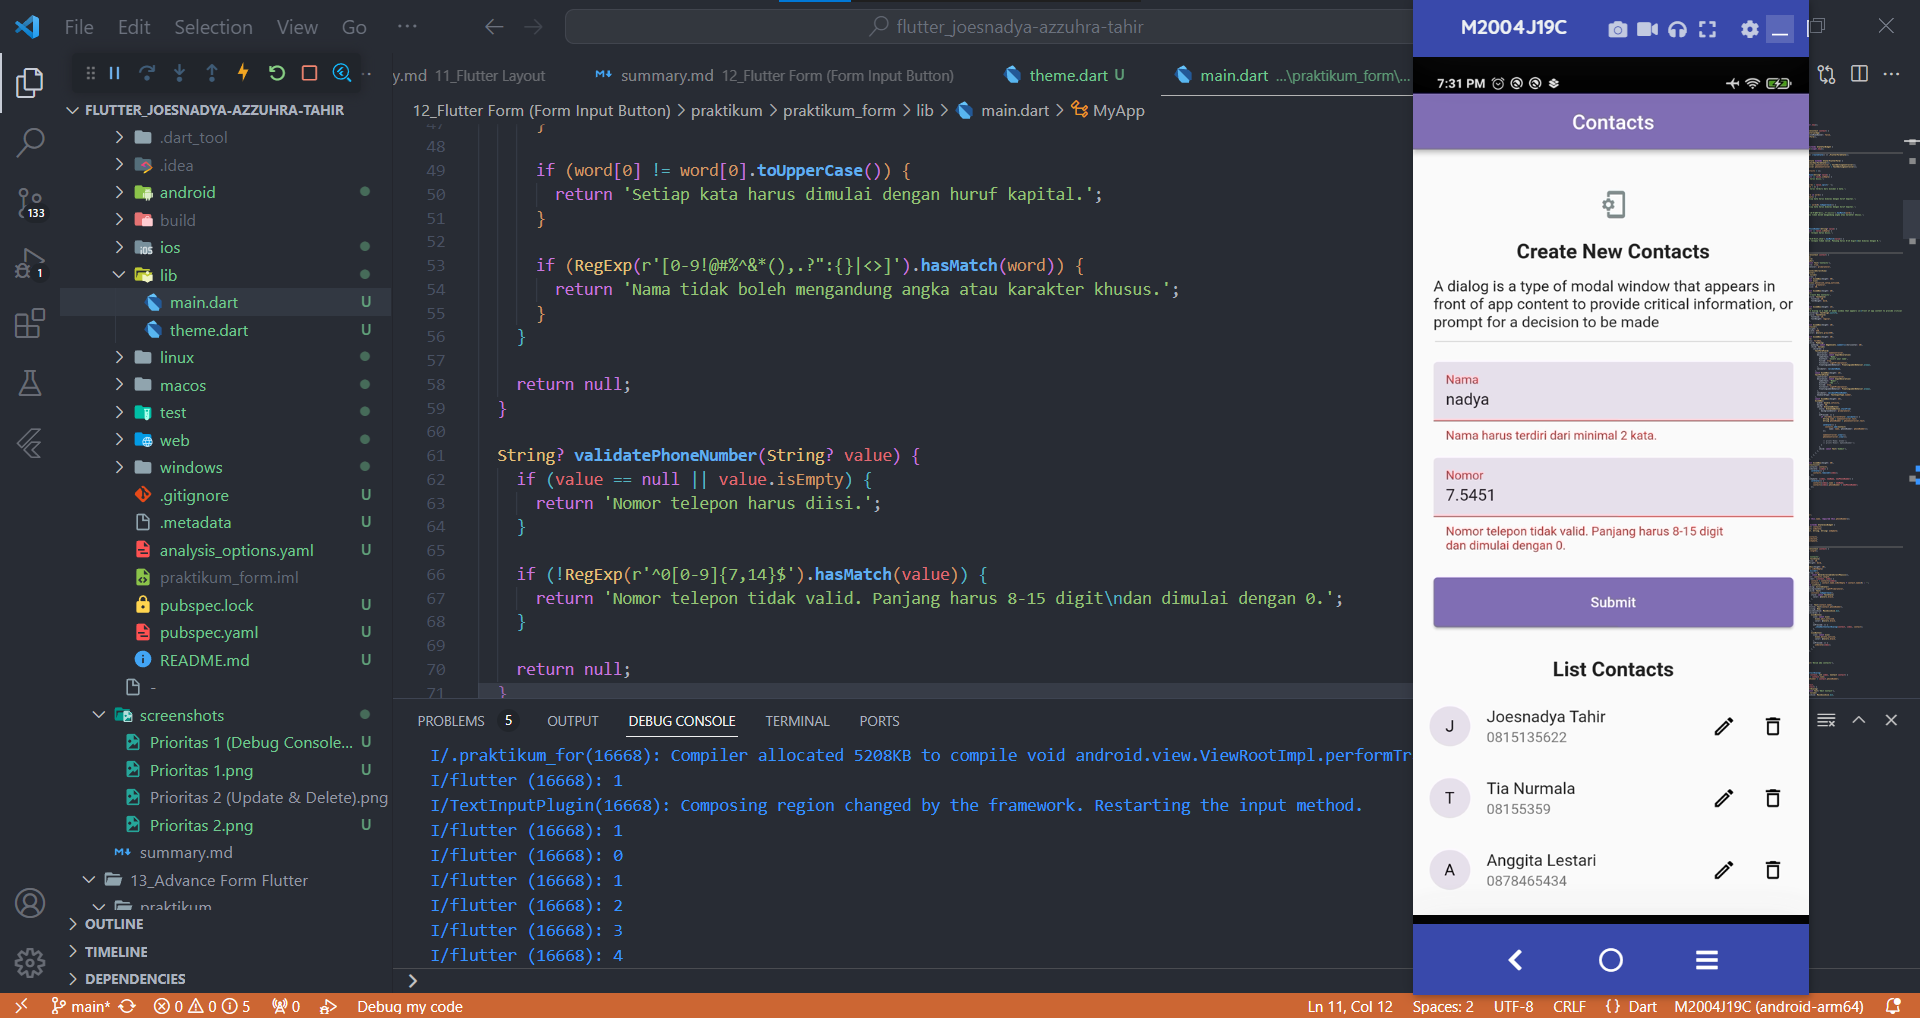 File Edit Selection View Go ···
flutter_joesnadya-azzuhra-tahir
y.md 11_Flutter Layout
summary.md 12_Flutter Form (Form Input Button)
theme.dart U
main.dart ...\praktikum_form\...
FLUTTER_JOESNADYA-AZZUHRA-TAHIR
.dart_tool
.idea
android
build
ios
lib
main.dart U
theme.dart U
linux
macos
test
web
windows
.gitignore U
.metadata U
analysis_options.yaml U
praktikum_form.iml
pubspec.lock U
pubspec.yaml U
README.md U
-
screenshots
Prioritas 1 (Debug Console... U
Prioritas 1.png U
Prioritas 2 (Update & Delete).png
Prioritas 2.png U
summary.md
13_Advance Form Flutter
praktikum
OUTLINE
TIMELINE
DEPENDENCIES
133
1
12_Flutter Form (Form Input Button) > praktikum > praktikum_form > lib > main.dart > MyApp
47 }
48
49 if (word[0] != word[0].toUpperCase()) {
50 return 'Setiap kata harus dimulai dengan huruf kapital.';
51 }
52
53 if (RegExp(r'[0-9!@#%^&*(),.?":{}|<>]').hasMatch(word)) {
54 return 'Nama tidak boleh mengandung angka atau karakter khusus.';
55 }
56 }
57
58 return null;
59 }
60
61 String? validatePhoneNumber(String? value) {
62 if (value == null || value.isEmpty) {
63 return 'Nomor telepon harus diisi.';
64 }
65
66 if (!RegExp(r'^0[0-9]{7,14}$').hasMatch(value)) {
67 return 'Nomor telepon tidak valid. Panjang harus 8-15 digit\ndan dimulai dengan 0.';
68 }
69
70 return null;
71 }
PROBLEMS 5 OUTPUT DEBUG CONSOLE TERMINAL PORTS
I/.praktikum_for(16668): Compiler allocated 5208KB to compile void android.view.ViewRootImpl.performTr
I/flutter (16668): 1
I/TextInputPlugin(16668): Composing region changed by the framework. Restarting the input method.
I/flutter (16668): 1
I/flutter (16668): 0
I/flutter (16668): 1
I/flutter (16668): 2
I/flutter (16668): 3
I/flutter (16668): 4
>
M2004J19C
7:31 PM
Contacts
Create New Contacts
A dialog is a type of modal window that appears in
front of app content to provide critical information, or
prompt for a decision to be made
Nama
nadya
Nama harus terdiri dari minimal 2 kata.
Nomor
7.5451
Nomor telepon tidak valid. Panjang harus 8-15 digit
dan dimulai dengan 0.
Submit
List Contacts
J
Joesnadya Tahir
0815135622
T
Tia Nurmala
08155359
A
Anggita Lestari
0878465434
main* 0 0 5 0 Debug my code
Ln 11, Col 12 Spaces: 2 UTF-8 CRLF {} Dart M2004J19C (android-arm64)